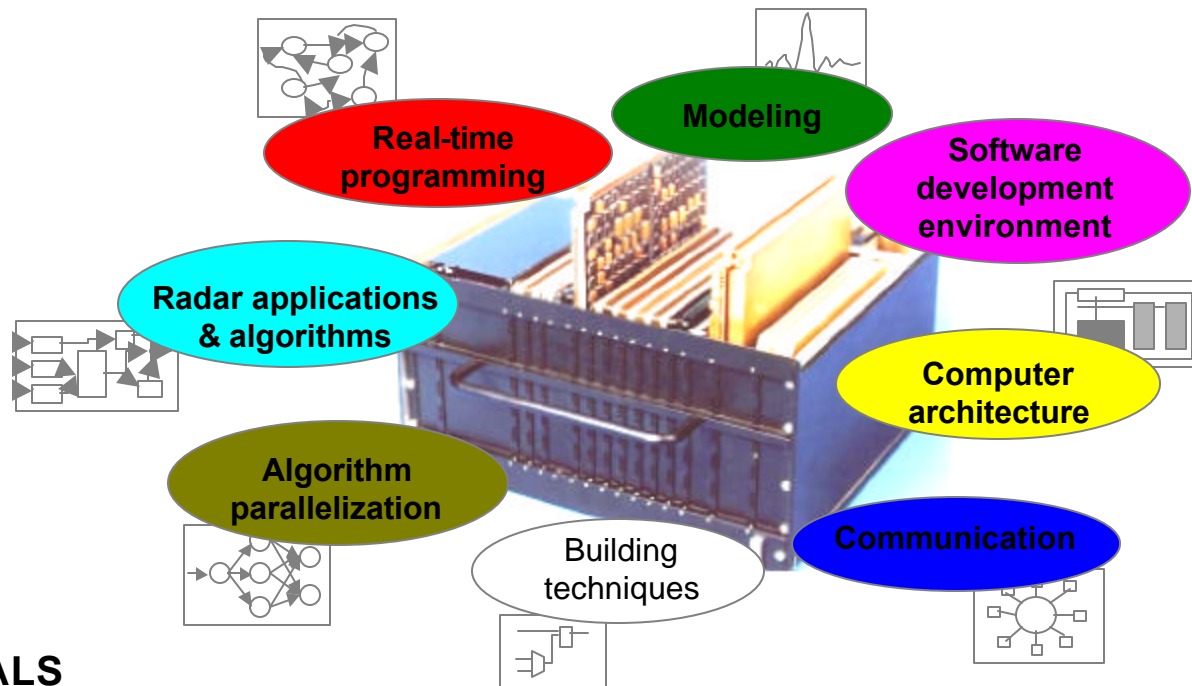 Modeling
Real-time
programming
Software
development
environment
Radar applications
& algorithms
Computer
architecture
Algorithm
parallelization
Communication
Building
techniques
ALS